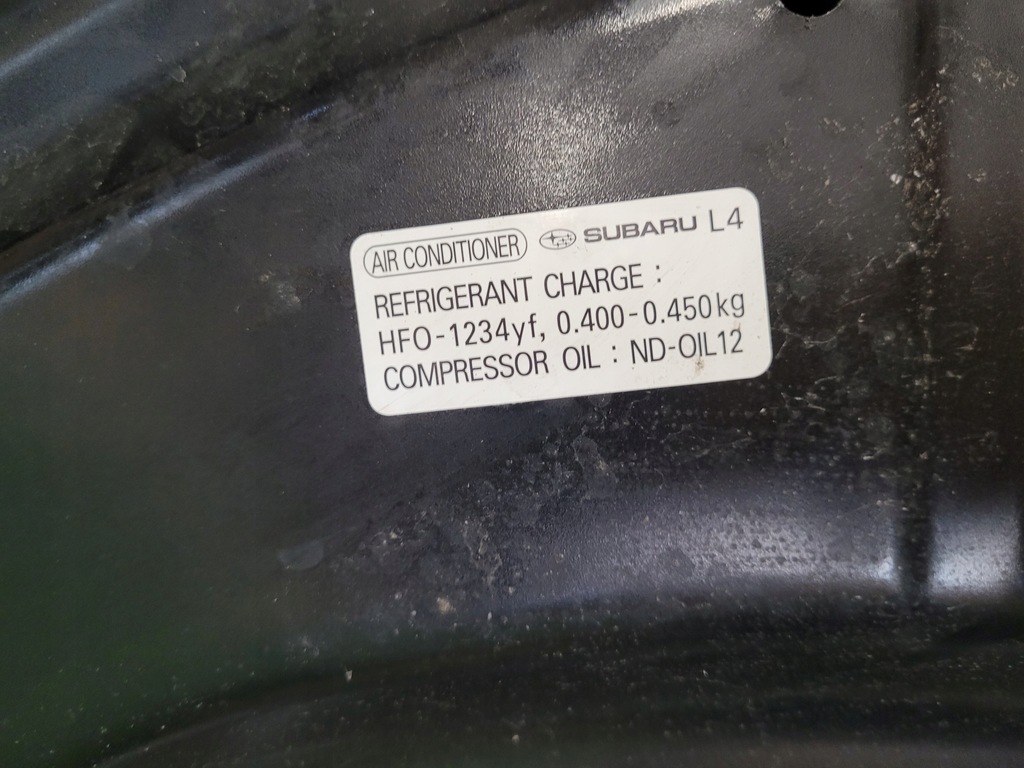 AIR CONDITIONER SUBARU L4
REFRIGERANT CHARGE :
HFO-1234yf, 0.400-0.450kg
COMPRESSOR OIL : ND-OIL12